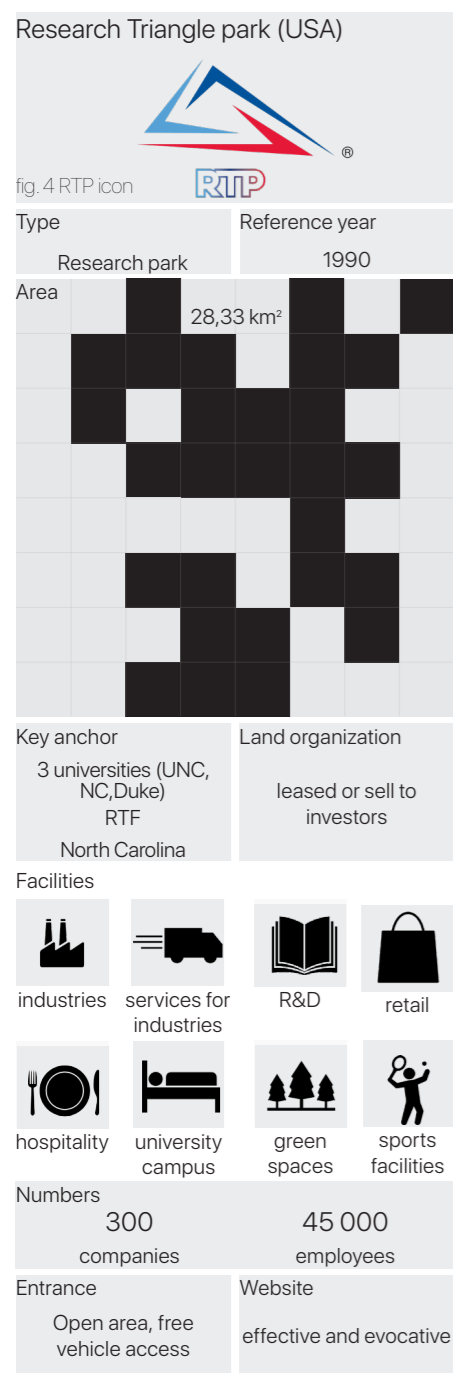 Research Triangle park (USA)
®
RTP
fig. 4 RTP icon
Type
Research park
Reference year
1990
Area
28,33 km²
Key anchor
3 universities (UNC,
NC,Duke)
RTF
North Carolina
Land organization
leased or sell to
investors
Facilities
industries
services for
industries
R&D
retail
hospitality
university
campus
green
spaces
sports
facilities
Numbers
300
companies
45 000
employees
Entrance
Open area, free
vehicle access
Website
effective and evocative